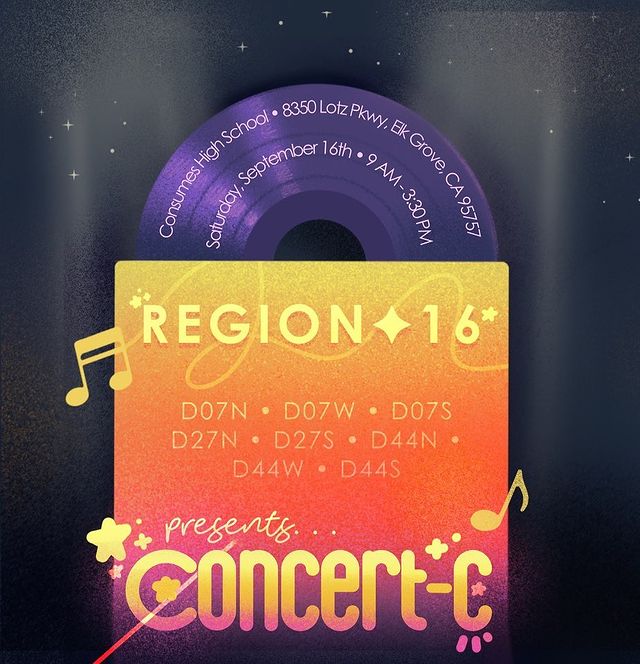 Consumes High School • 8350 Lotz Pkwy, Elk Grove, CA 95757
Saturday, September 16th • 9 AM - 3:30 PM
REGION 16
D07N • D07W • D07S
D27N • D27S • D44N •
D44W • D44S
presents...
Concert-C